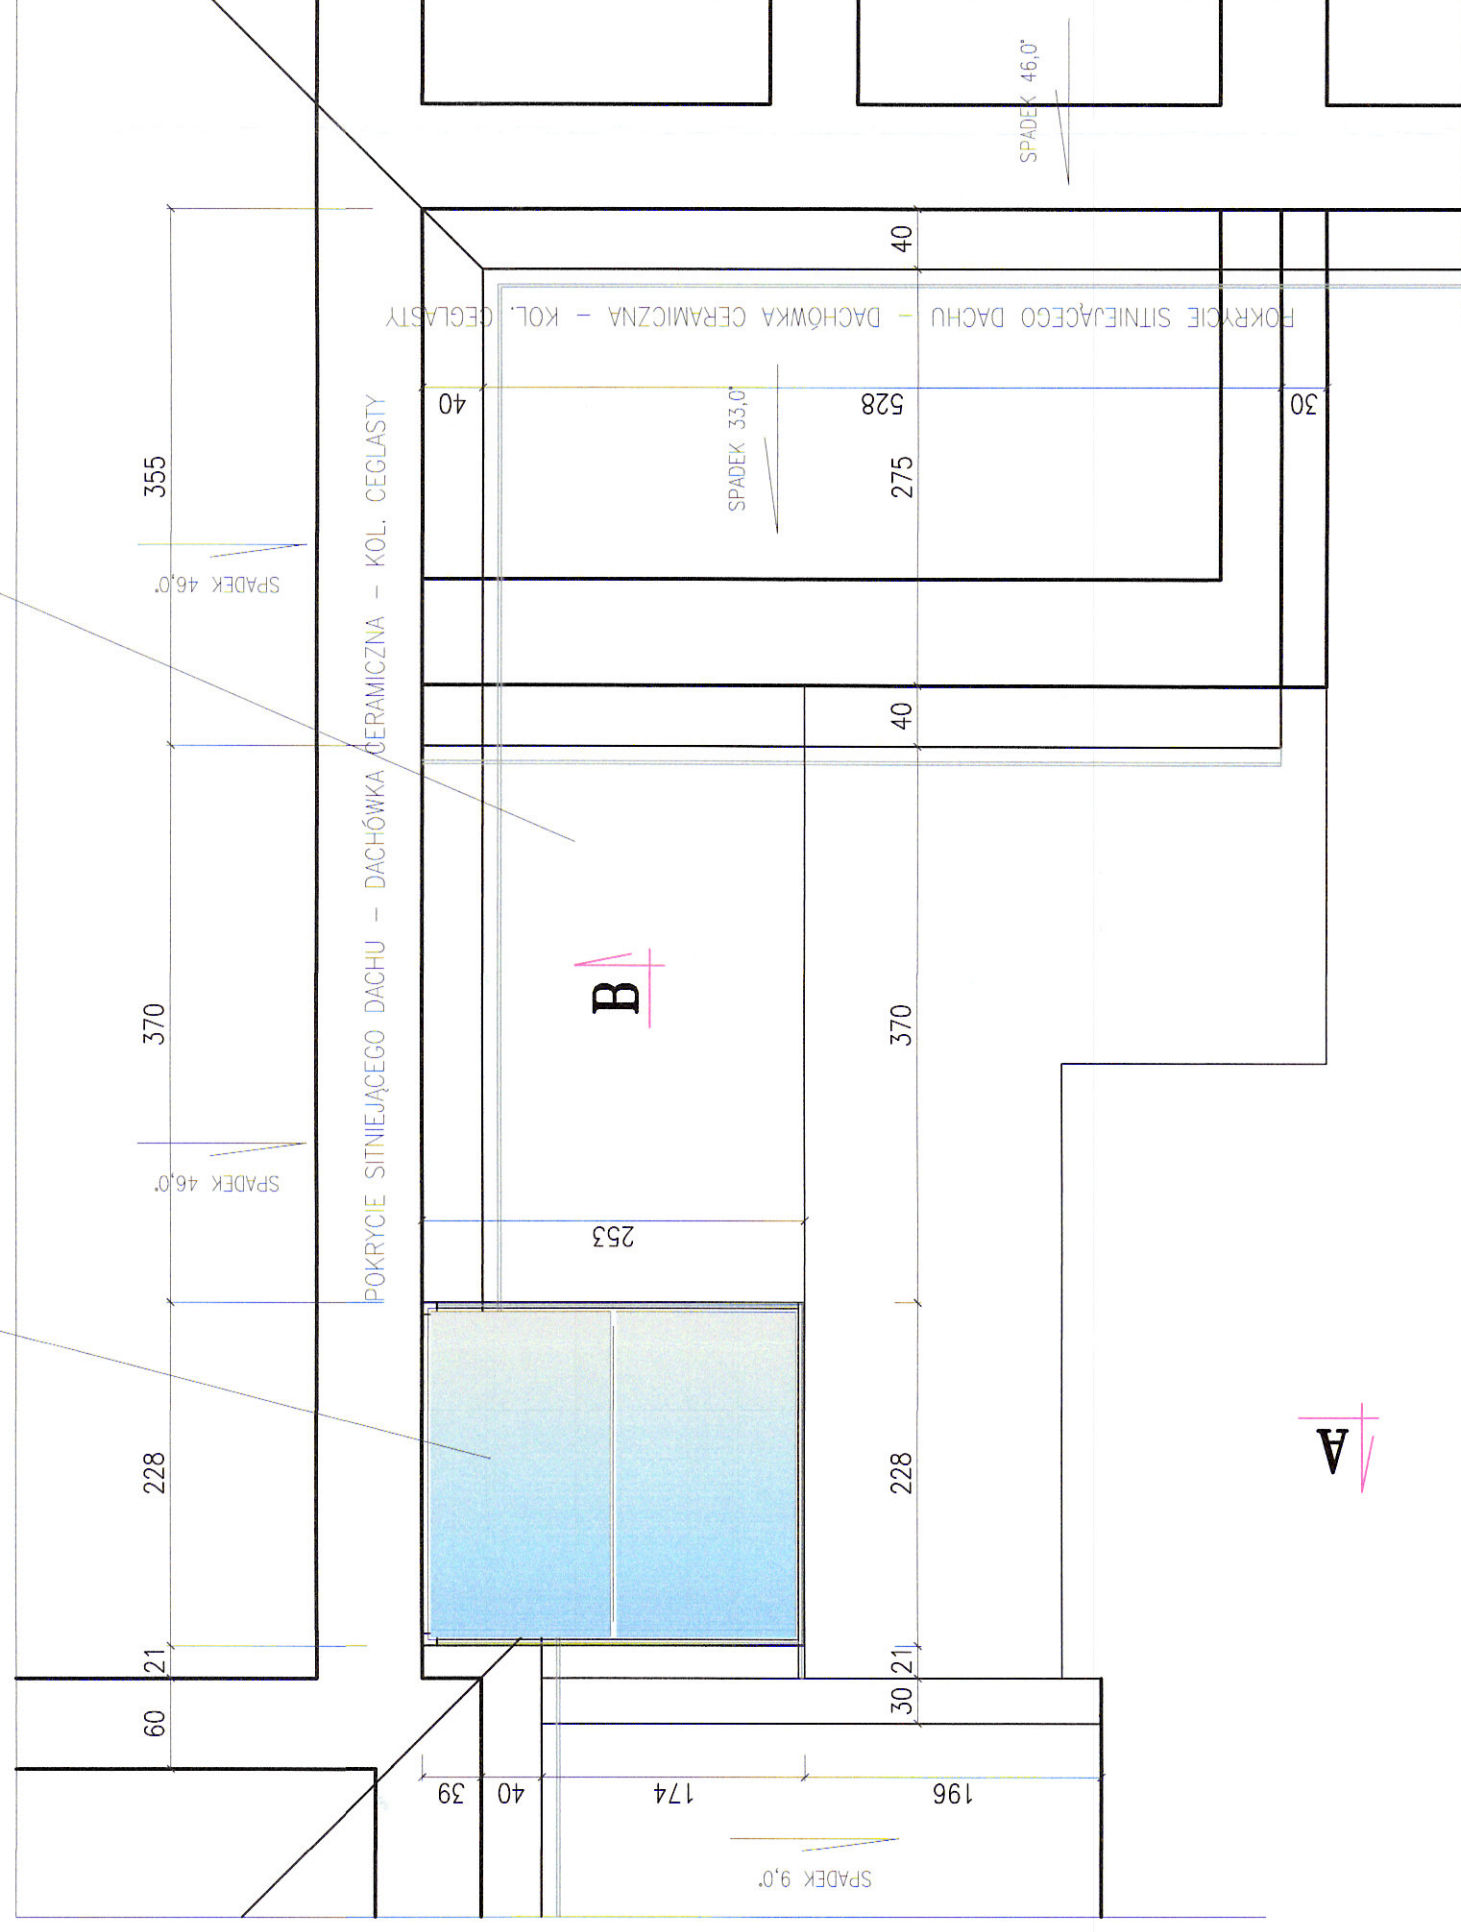 SPADEK 46,0°
40
POKRYCIE SITNIEJĄCEGO DACHU - DACHÓWKA CERAMICZNA - KOL. CEGLASTY
40
528
30
SPADEK 33,0°
355
275
SPADEK 46,0°
POKRYCIE SITNIEJĄCEGO DACHU - DACHÓWKA CERAMICZNA - KOL. CEGLASTY
40
B
370
370
SPADEK 46,0°
253
228
228
A
21
21
60
30
39
40
174
196
SPADEK 9,0°